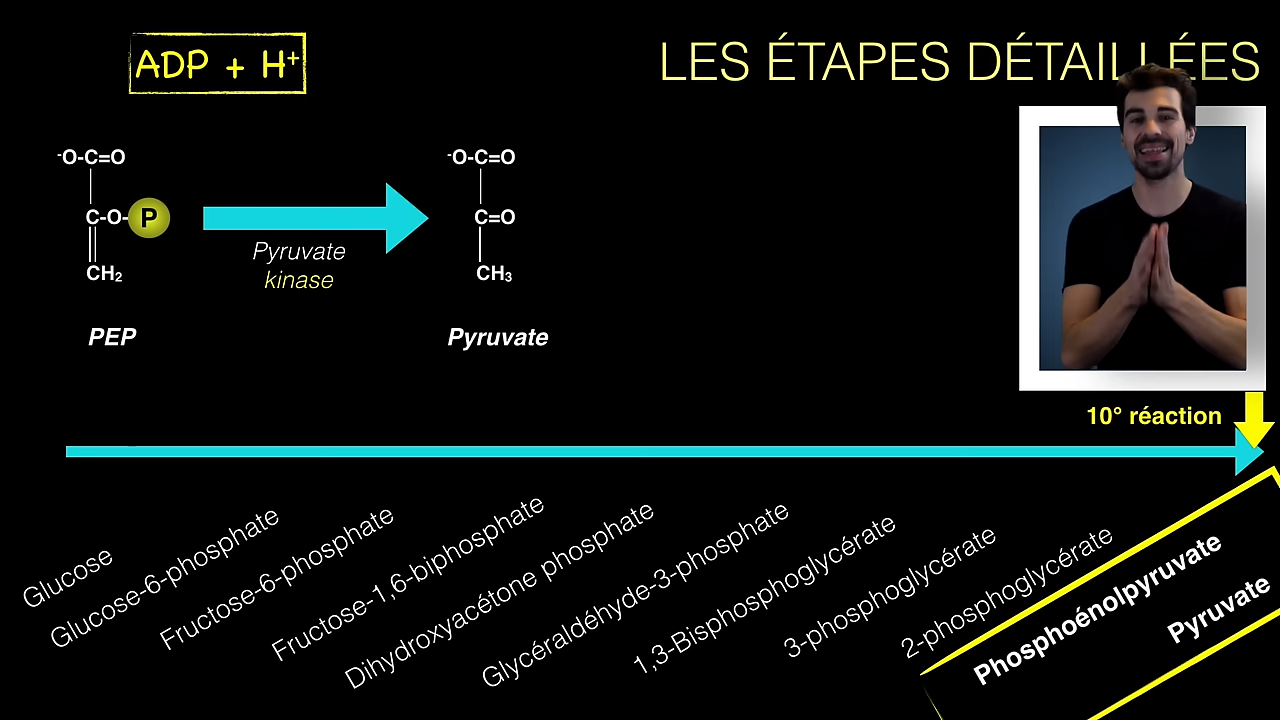 ADP + H⁺
LES ÉTAPES DÉTAILLÉES
⁻O-C=O
C-O-P
CH₂
PEP
Pyruvate
kinase
⁻O-C=O
C=O
CH₃
Pyruvate
10° réaction
Glucose
Glucose-6-phosphate
Fructose-6-phosphate
Fructose-1,6-biphosphate
Dihydroxyacétone phosphate
Glycéraldéhyde-3-phosphate
1,3-Bisphosphoglycérate
3-phosphoglycérate
2-phosphoglycérate
Phosphoénolpyruvate
Pyruvate